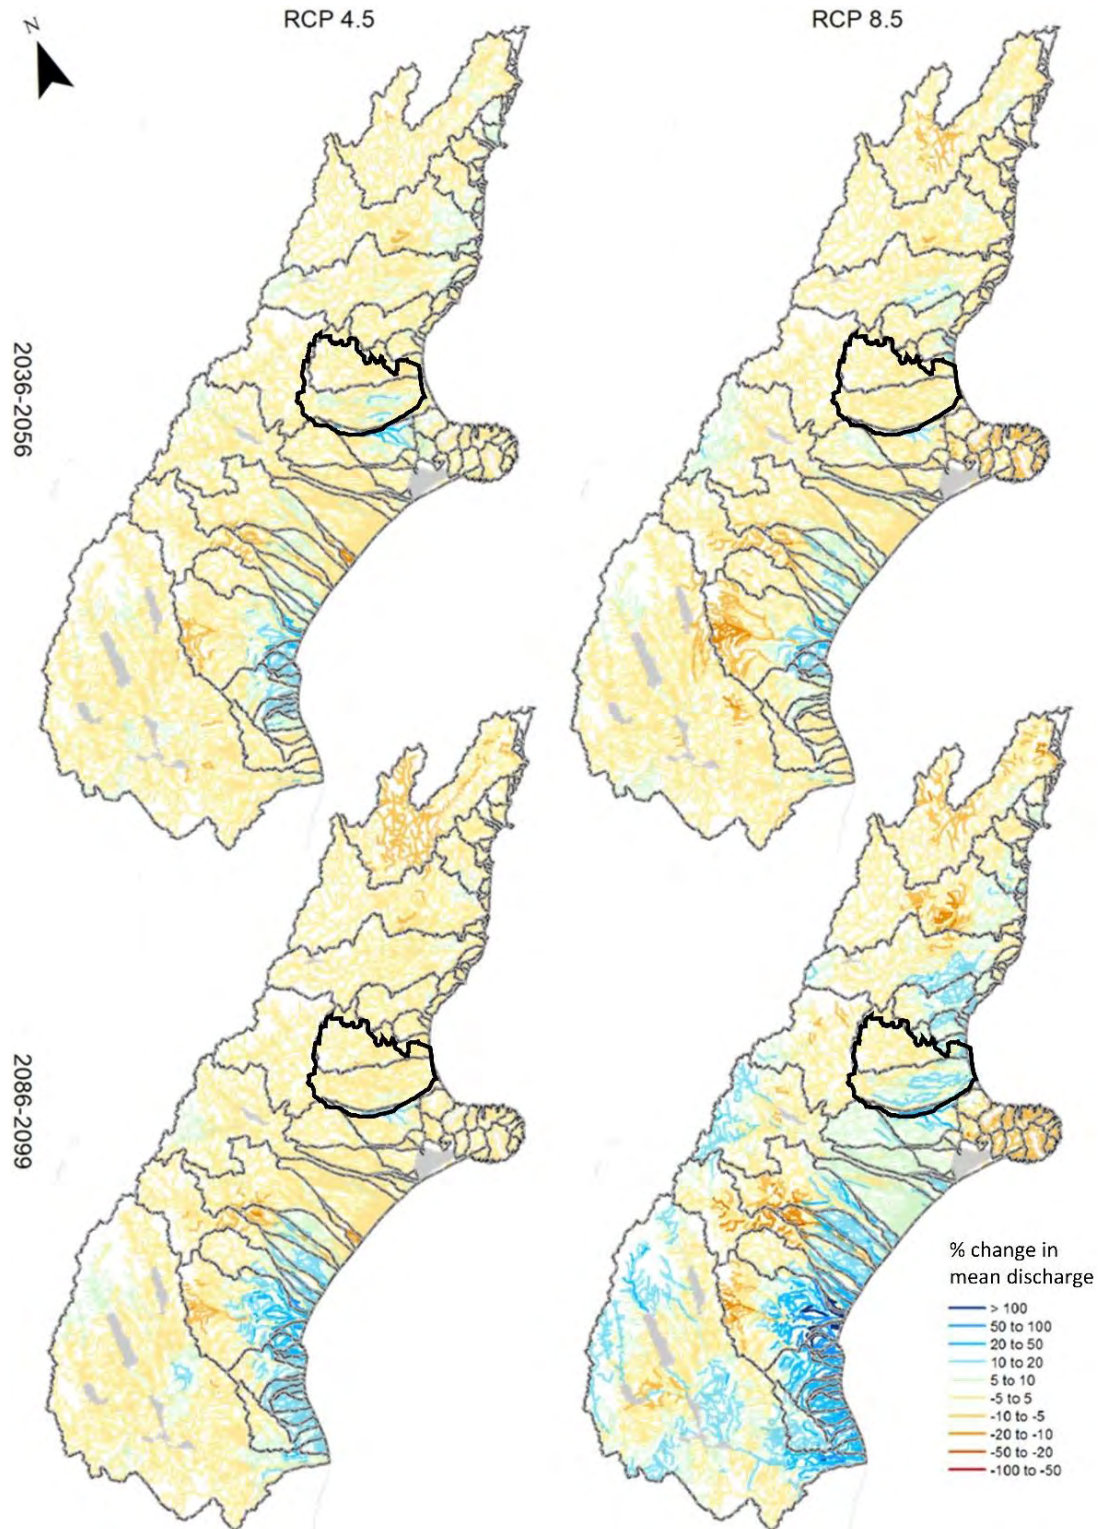 RCP 4.5
RCP 8.5
Z
2036-2056
2086-2099
% change in
mean discharge
> 100
50 to 100
20 to 50
10 to 20
5 to 10
-5 to 5
-10 to -5
-20 to -10
-50 to -20
-100 to -50